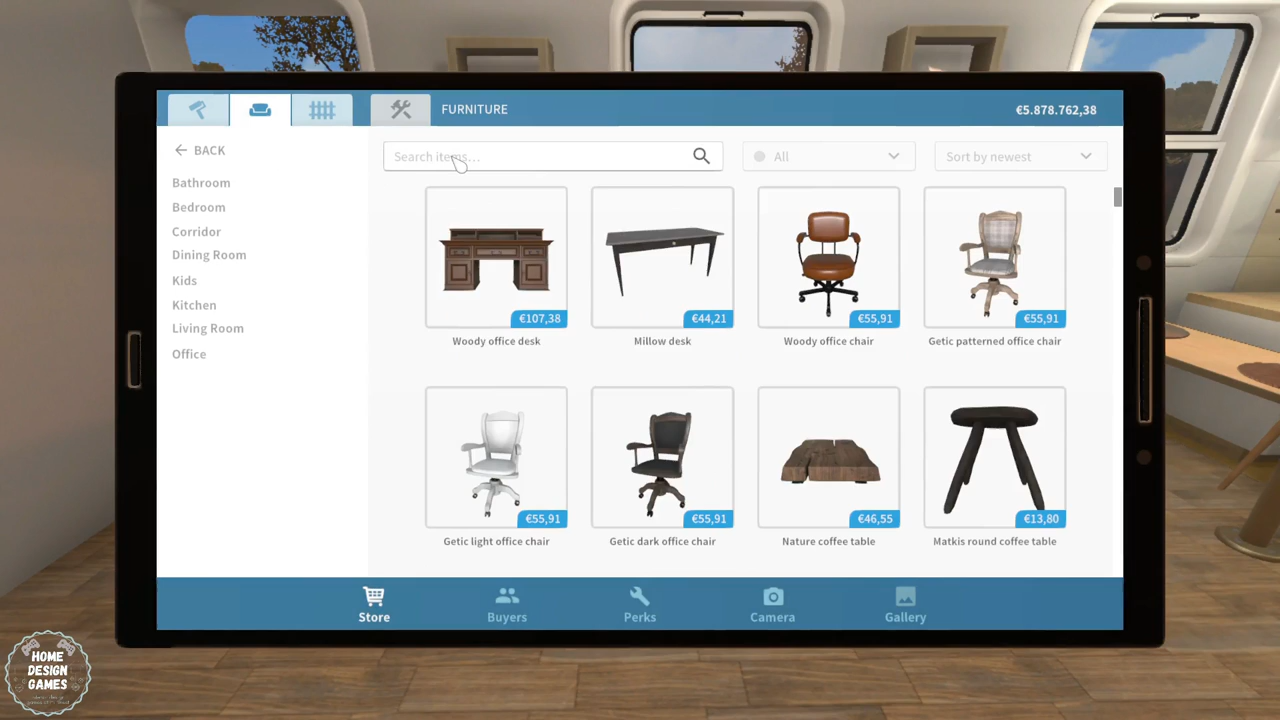 FURNITURE
€5.878.762,38
BACK
Search items...
All
Sort by newest
Bathroom
Bedroom
Corridor
Dining Room
Kids
Kitchen
Living Room
Office
€107,38
€44,21
€55,91
€55,91
Woody office desk
Millow desk
Woody office chair
Getic patterned office chair
€55,91
€55,91
€46,55
€13,80
Getic light office chair
Getic dark office chair
Nature coffee table
Matkis round coffee table
Store
Buyers
Perks
Camera
Gallery
HOME
DESIGN
GAMES